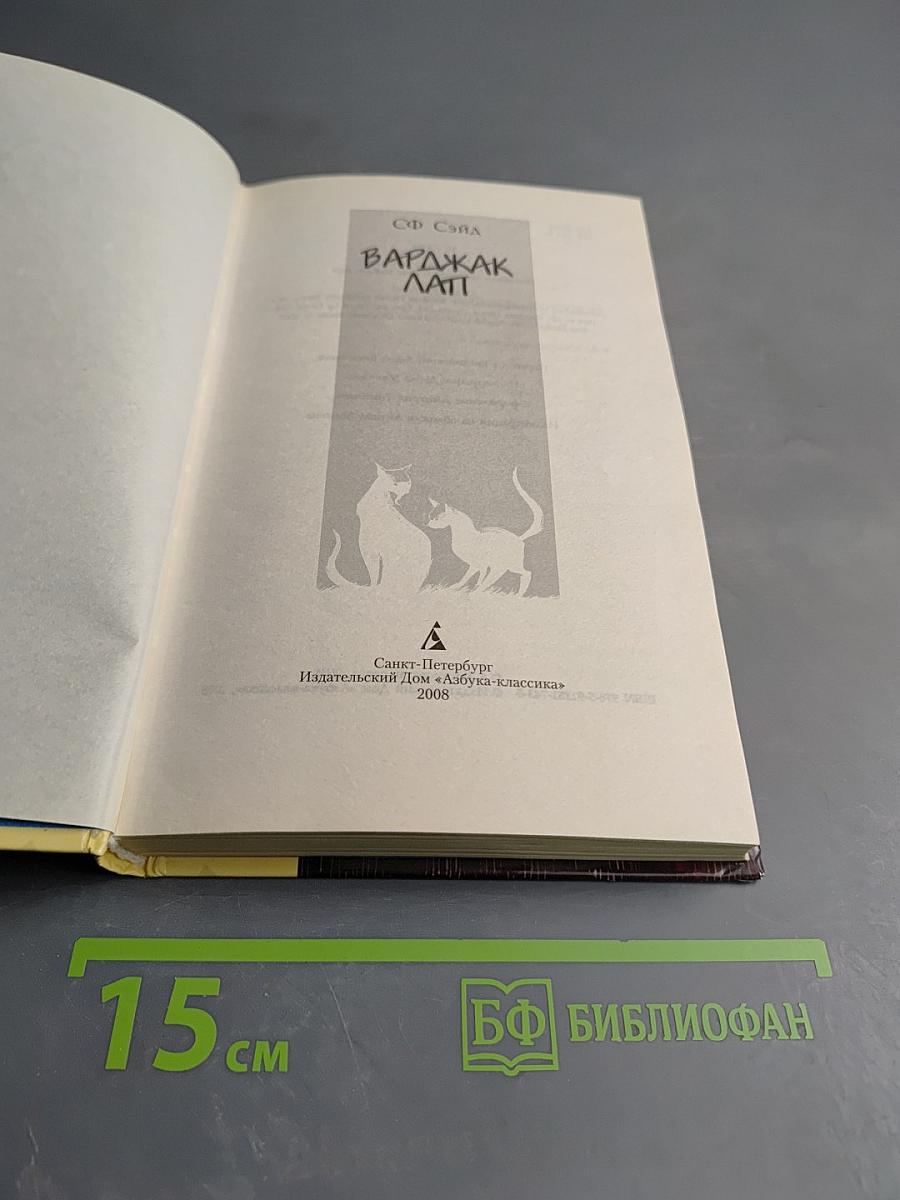 СФ Сэйд
ВАРДЖАК
ЛАП
Санкт-Петербург
Издательский Дом «Азбука-классика»
2008
15 см
БФ БИБЛИОФАН